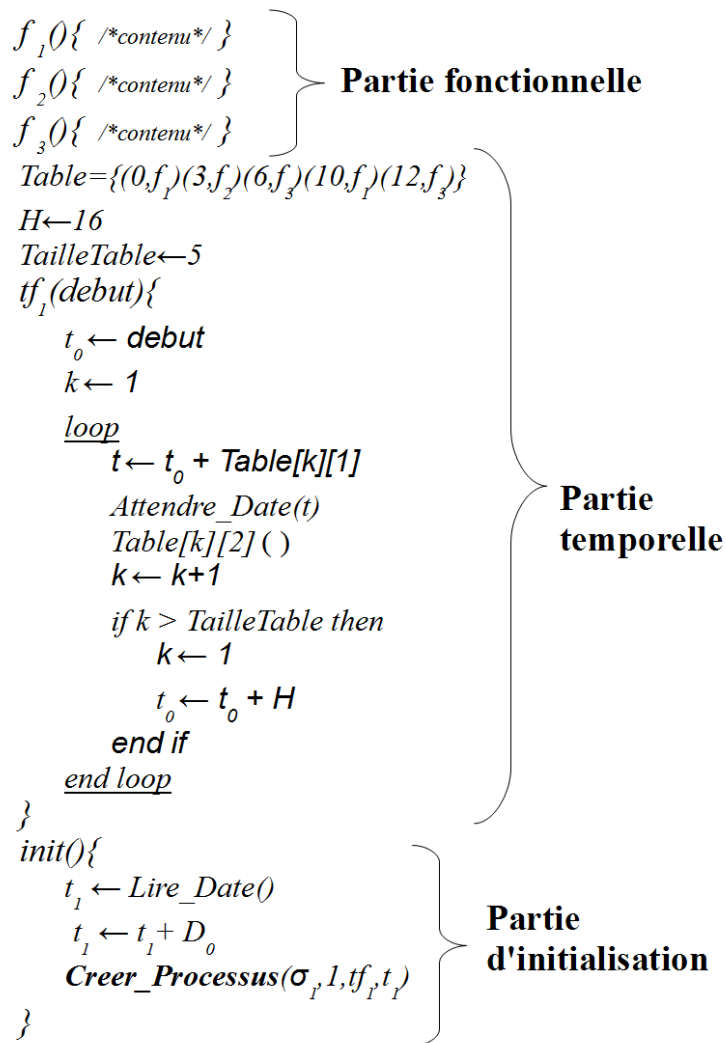 f₁(){ /*contenu*/ }
f₂(){ /*contenu*/ }
f₃(){ /*contenu*/ }
Partie fonctionnelle
Table={(0,f₁)(3,f₂)(6,f₃)(10,f₁)(12,f₃)}
H←16
TailleTable←5
tf₁(debut){
t₀ ← debut
k ← 1
loop
t ← t₀ + Table[k][1]
Attendre_Date(t)
Table[k][2] ( )
k ← k+1
if k > TailleTable then
k ← 1
t₀ ← t₀ + H
end if
end loop
}
Partie
temporelle
init(){
t₁ ← Lire_Date()
t₁ ← t₁ + D₀
Creer_Processus(σ₁,1,tf₁,t₁)
}
Partie
d'initialisation